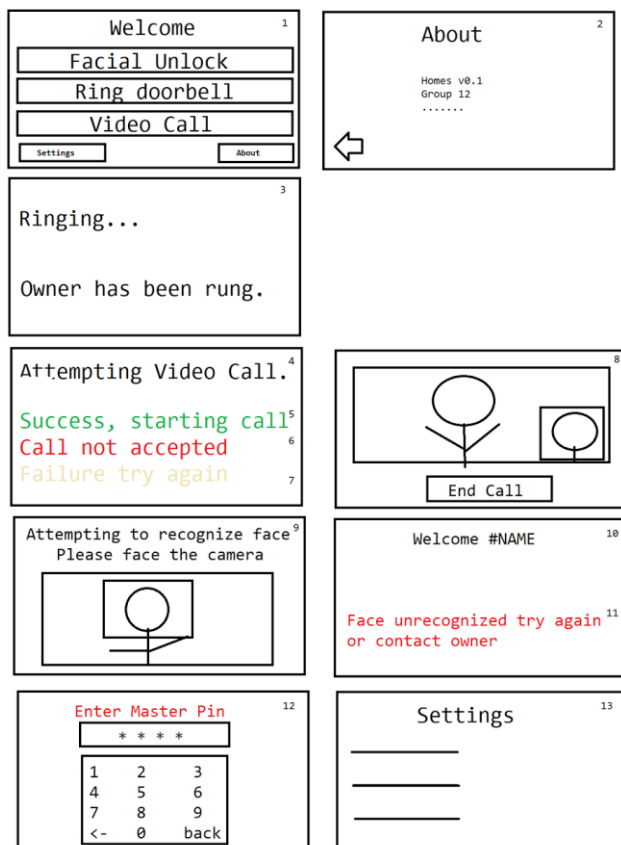 Welcome 1
Facial Unlock
Ring doorbell
Video Call
Settings About
About 2
Homes v0.1
Group 12
.......
3
Ringing...
Owner has been rung.
Attempting Video Call. 4
Success, starting call 5
Call not accepted 6
Failure try again 7
8
End Call
Attempting to recognize face 9
Please face the camera
Welcome #NAME 10
Face unrecognized try again 11
or contact owner
Enter Master Pin 12
* * * *
1 2 3
4 5 6
7 8 9
<- 0 back
Settings 13